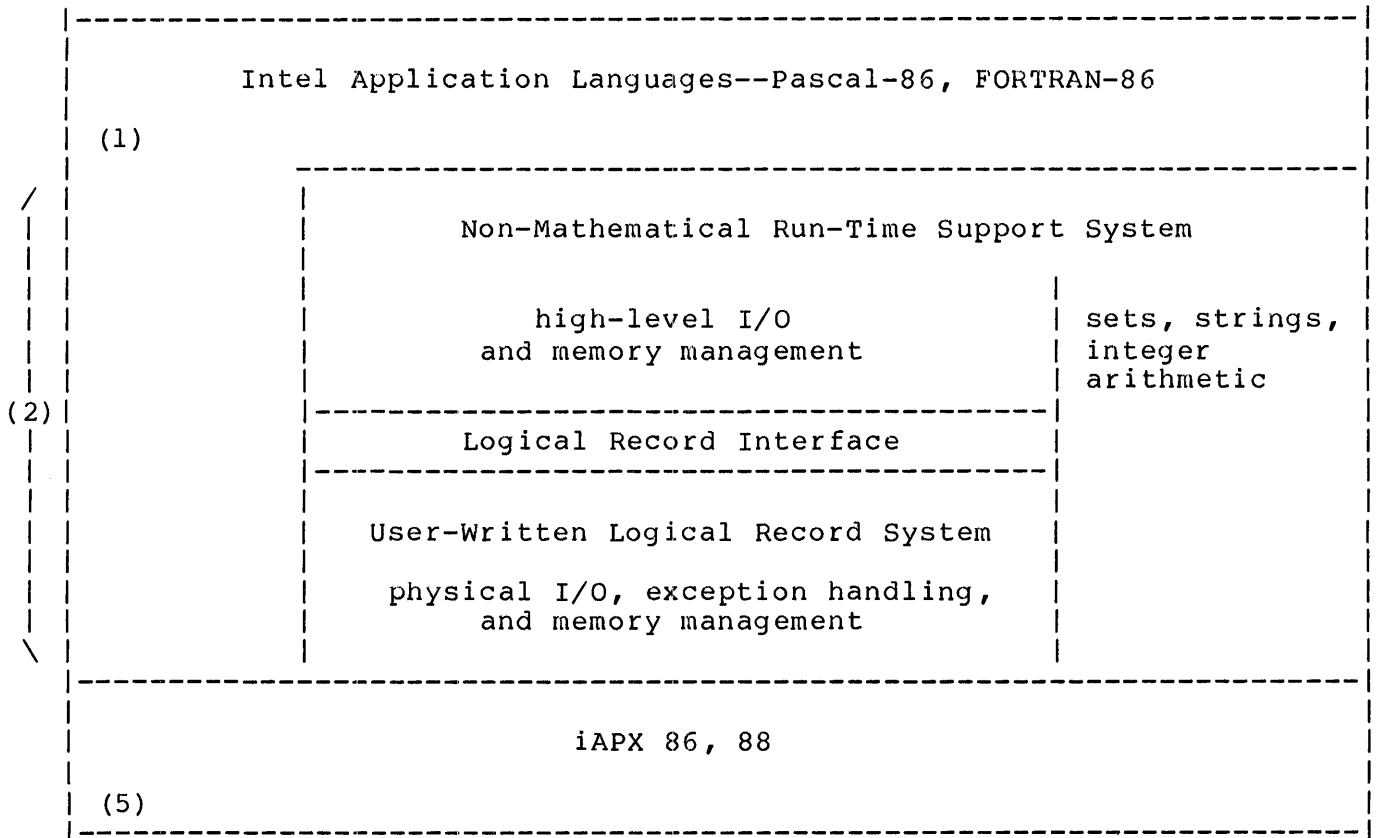 Intel Application Languages--Pascal-86, FORTRAN-86
(1)
Non-Mathematical Run-Time Support System
high-level I/O
and memory management
sets, strings,
integer
arithmetic
(2)
Logical Record Interface
User-Written Logical Record System
physical I/O, exception handling,
and memory management
iAPX 86, 88
(5)